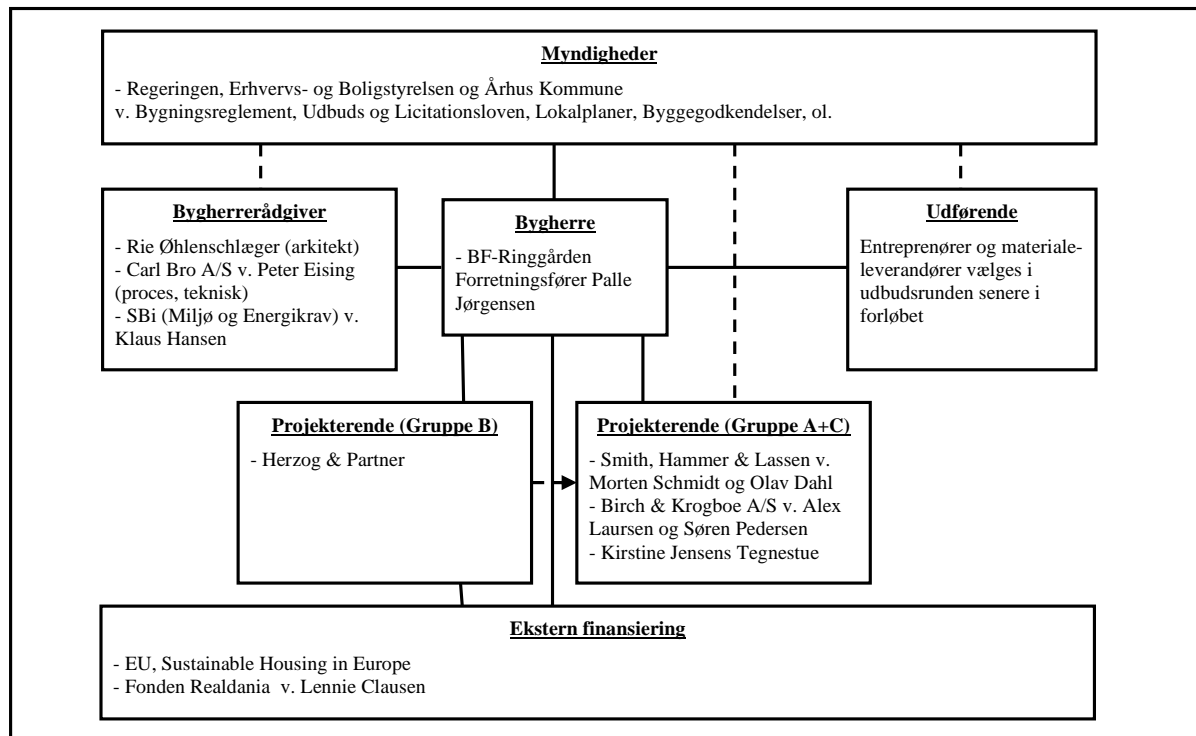 Myndigheder
- Regeringen, Erhvervs- og Boligstyrelsen og Århus Kommune
v. Bygningsreglement, Udbuds og Licitationsloven, Lokalplaner, Byggegodkendelser, ol.
Bygherrerådgiver
- Rie Øhlenschlæger (arkitekt)
- Carl Bro A/S v. Peter Eising
(proces, teknisk)
- SBi (Miljø og Energikrav) v.
Klaus Hansen
Bygherre
- BF-Ringgården
Forretningsfører Palle
Jørgensen
Udførende
Entreprenører og materiale-
leverandører vælges i
udbudsrunden senere i
forløbet
Projekterende (Gruppe B)
- Herzog & Partner
Projekterende (Gruppe A+C)
- Smith, Hammer & Lassen v.
Morten Schmidt og Olav Dahl
- Birch & Krogboe A/S v. Alex
Laursen og Søren Pedersen
- Kirstine Jensens Tegnestue
Ekstern finansiering
- EU, Sustainable Housing in Europe
- Fonden Realdania v. Lennie Clausen